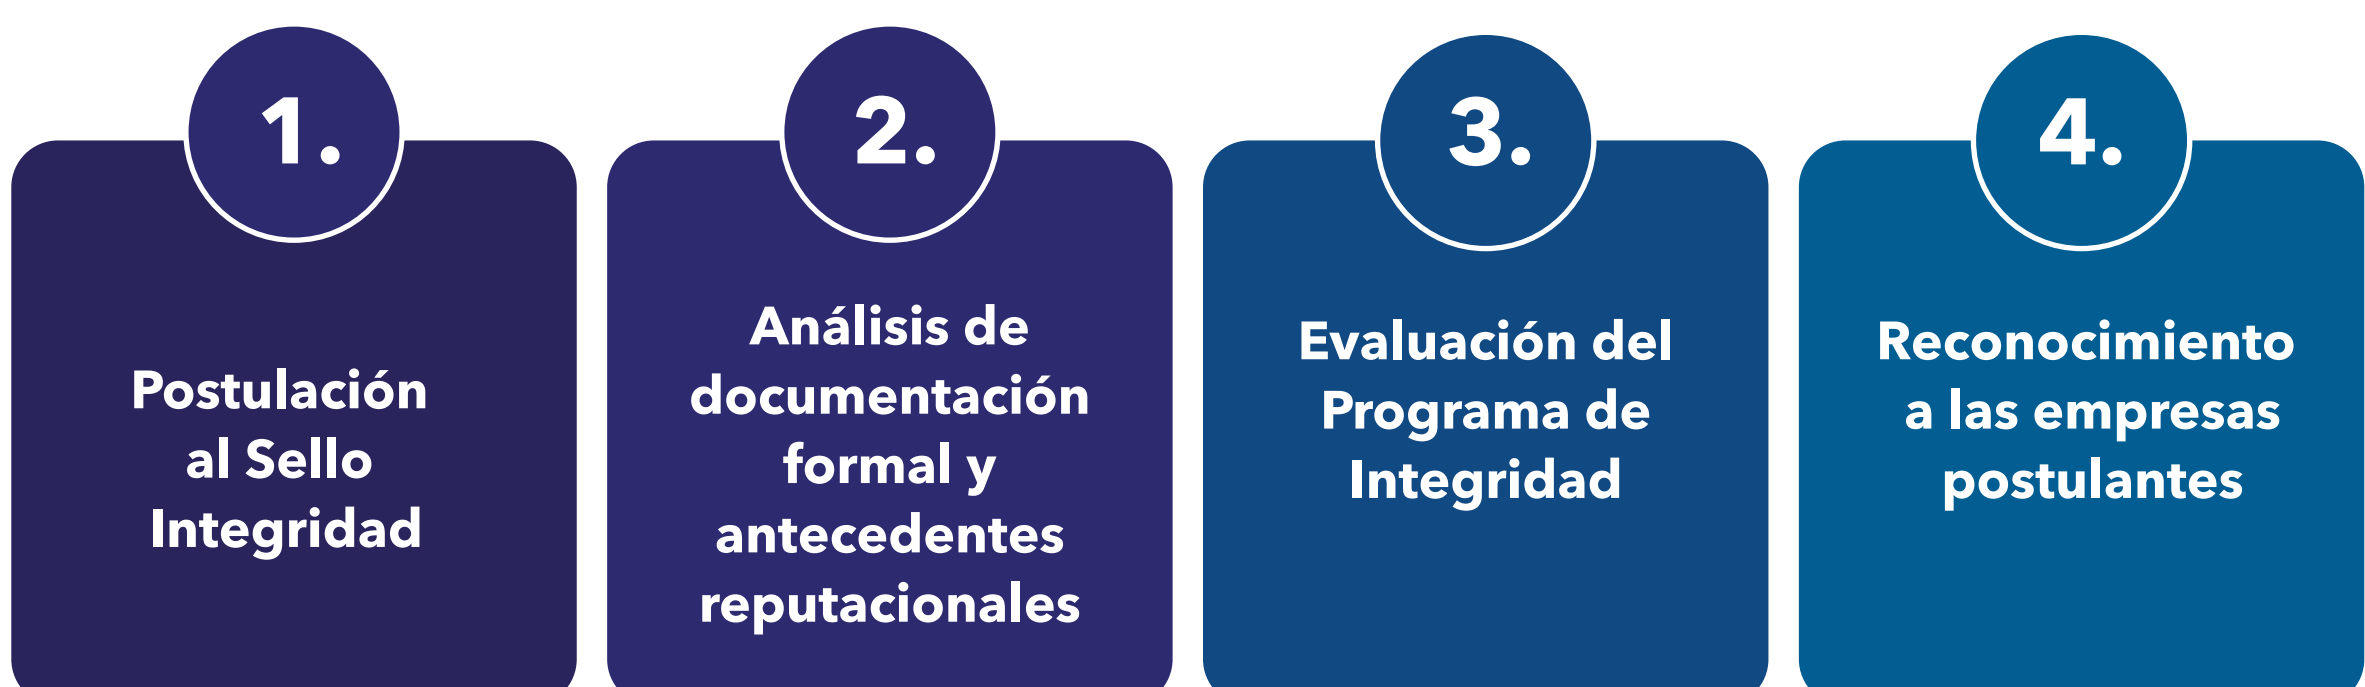 1.
Postulación
al Sello
Integridad
2.
Análisis de
documentación
formal y
antecedentes
reputacionales
3.
Evaluación del
Programa de
Integridad
4.
Reconocimiento
a las empresas
postulantes